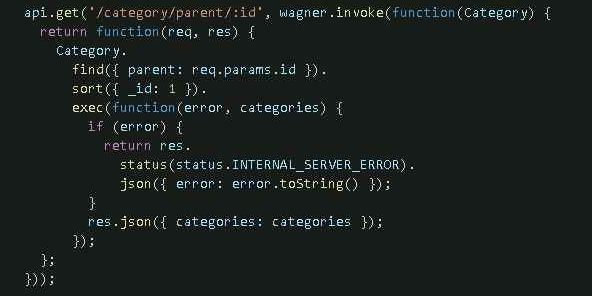 api.get('/category/parent/:id', wagner.invoke(function(Category) {
  return function(req, res) {
    Category.
      find({ parent: req.params.id }).
      sort({ _id: 1 }).
      exec(function(error, categories) {
        if (error) {
          return res.
            status(status.INTERNAL_SERVER_ERROR).
            json({ error: error.toString() });
        }
        res.json({ categories: categories });
      });
  };
}));